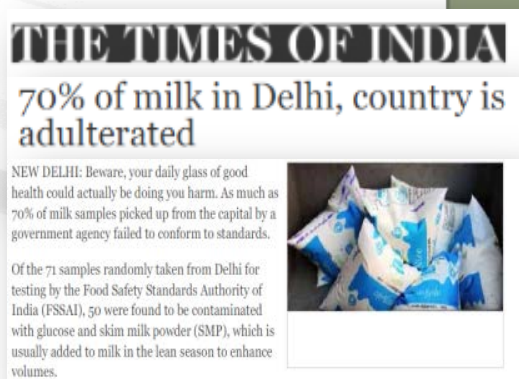 THE TIMES OF INDIA
70% of milk in Delhi, country is
adulterated
NEW DELHI: Beware, your daily glass of good
health could actually be doing you harm. As much as
70% of milk samples picked up from the capital by a
government agency failed to conform to standards.
Of the 71 samples randomly taken from Delhi for
testing by the Food Safety Standards Authority of
India (FSSAI), 50 were found to be contaminated
with glucose and skim milk powder (SMP), which is
usually added to milk in the lean season to enhance
volumes.